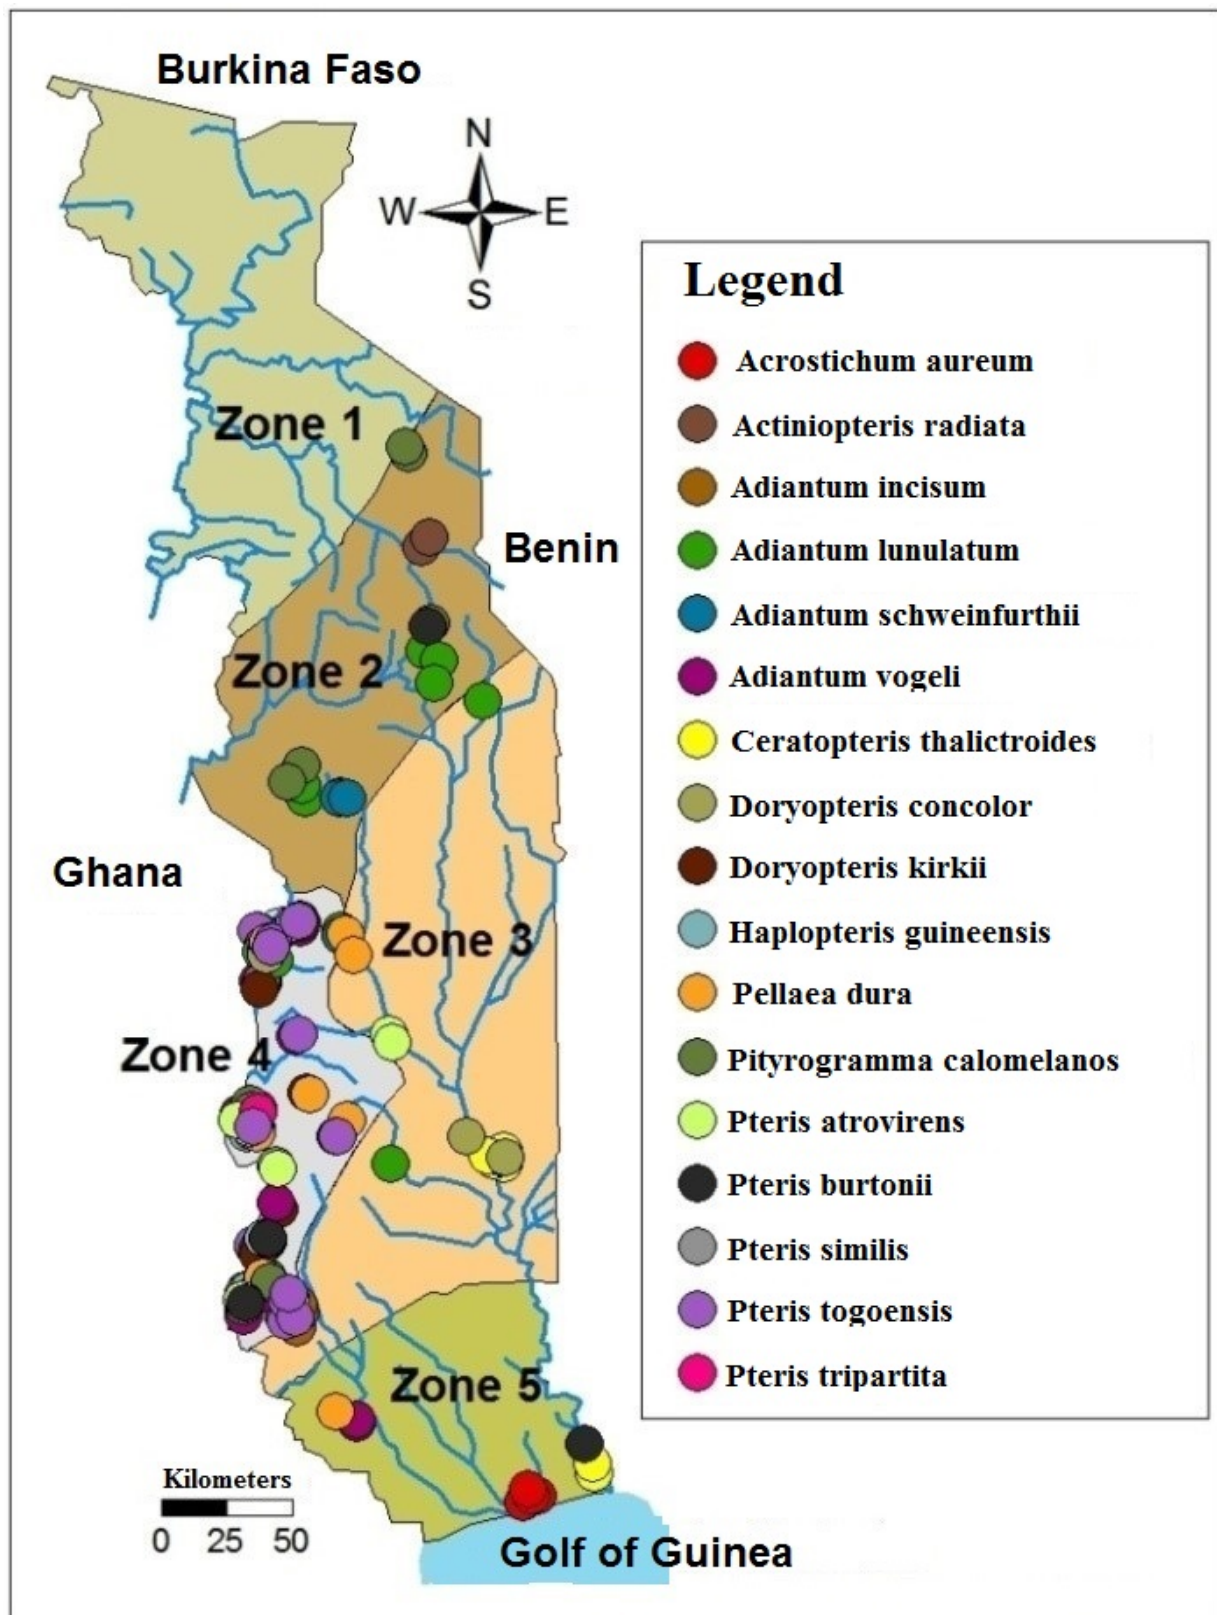 Burkina Faso
N
W
E
S
Legend
Acrostichum aureum
Actiniopteris radiata
Adiantum incisum
Adiantum lunulatum
Adiantum schweinfurthii
Adiantum vogeli
Ceratopteris thalictroides
Doryopteris concolor
Doryopteris kirkii
Haplopteris guineensis
Pellaea dura
Pityrogramma calomelanos
Pteris atrovirens
Pteris burtonii
Pteris similis
Pteris togoensis
Pteris tripartita
Zone 1
Benin
Zone 2
Ghana
Zone 3
Zone 4
Zone 5
Kilometers
0 25 50
Golf of Guinea